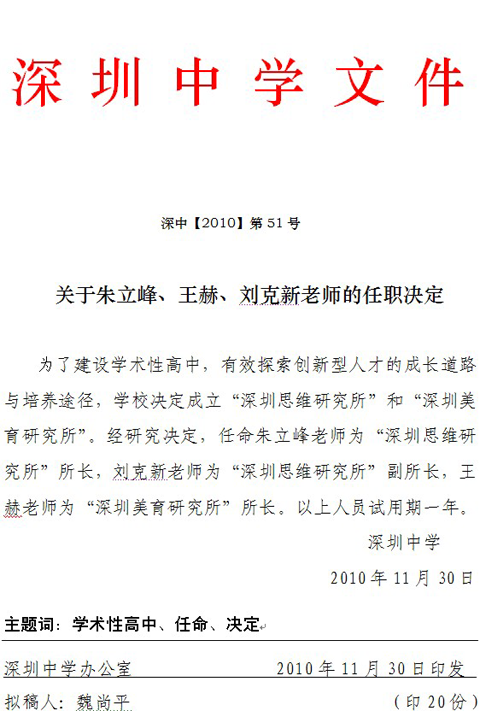 深圳中学文件
深中【2010】第51号
关于朱立峰、王赫、刘克新老师的任职决定
为了建设学术性高中，有效探索创新型人才的成长道路
与培养途径，学校决定成立“深圳思维研究所”和“深圳美
育研究所”。经研究决定，任命朱立峰老师为“深圳思维研
究所”所长，刘克新老师为“深圳思维研究所”副所长，王
赫老师为“深圳美育研究所”所长。以上人员试用期一年。
深圳中学
2010年11月30日
主题词：学术性高中、任命、决定
深圳中学办公室 2010年11月30日印发
拟稿人：魏尚平 （印20份）